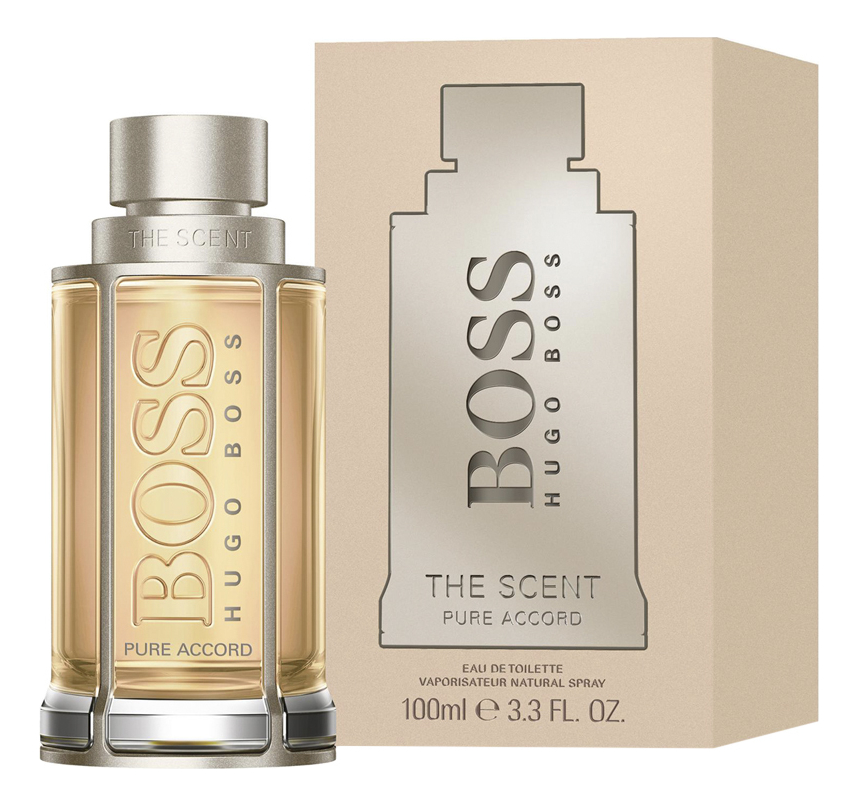 THE SCENT
BOSS
HUGO BOSS
PURE ACCORD
BOSS
HUGO BOSS
THE SCENT
PURE ACCORD
EAU DE TOILETTE
VAPORISATEUR NATURAL SPRAY
100ml ℮ 3.3 FL. OZ.